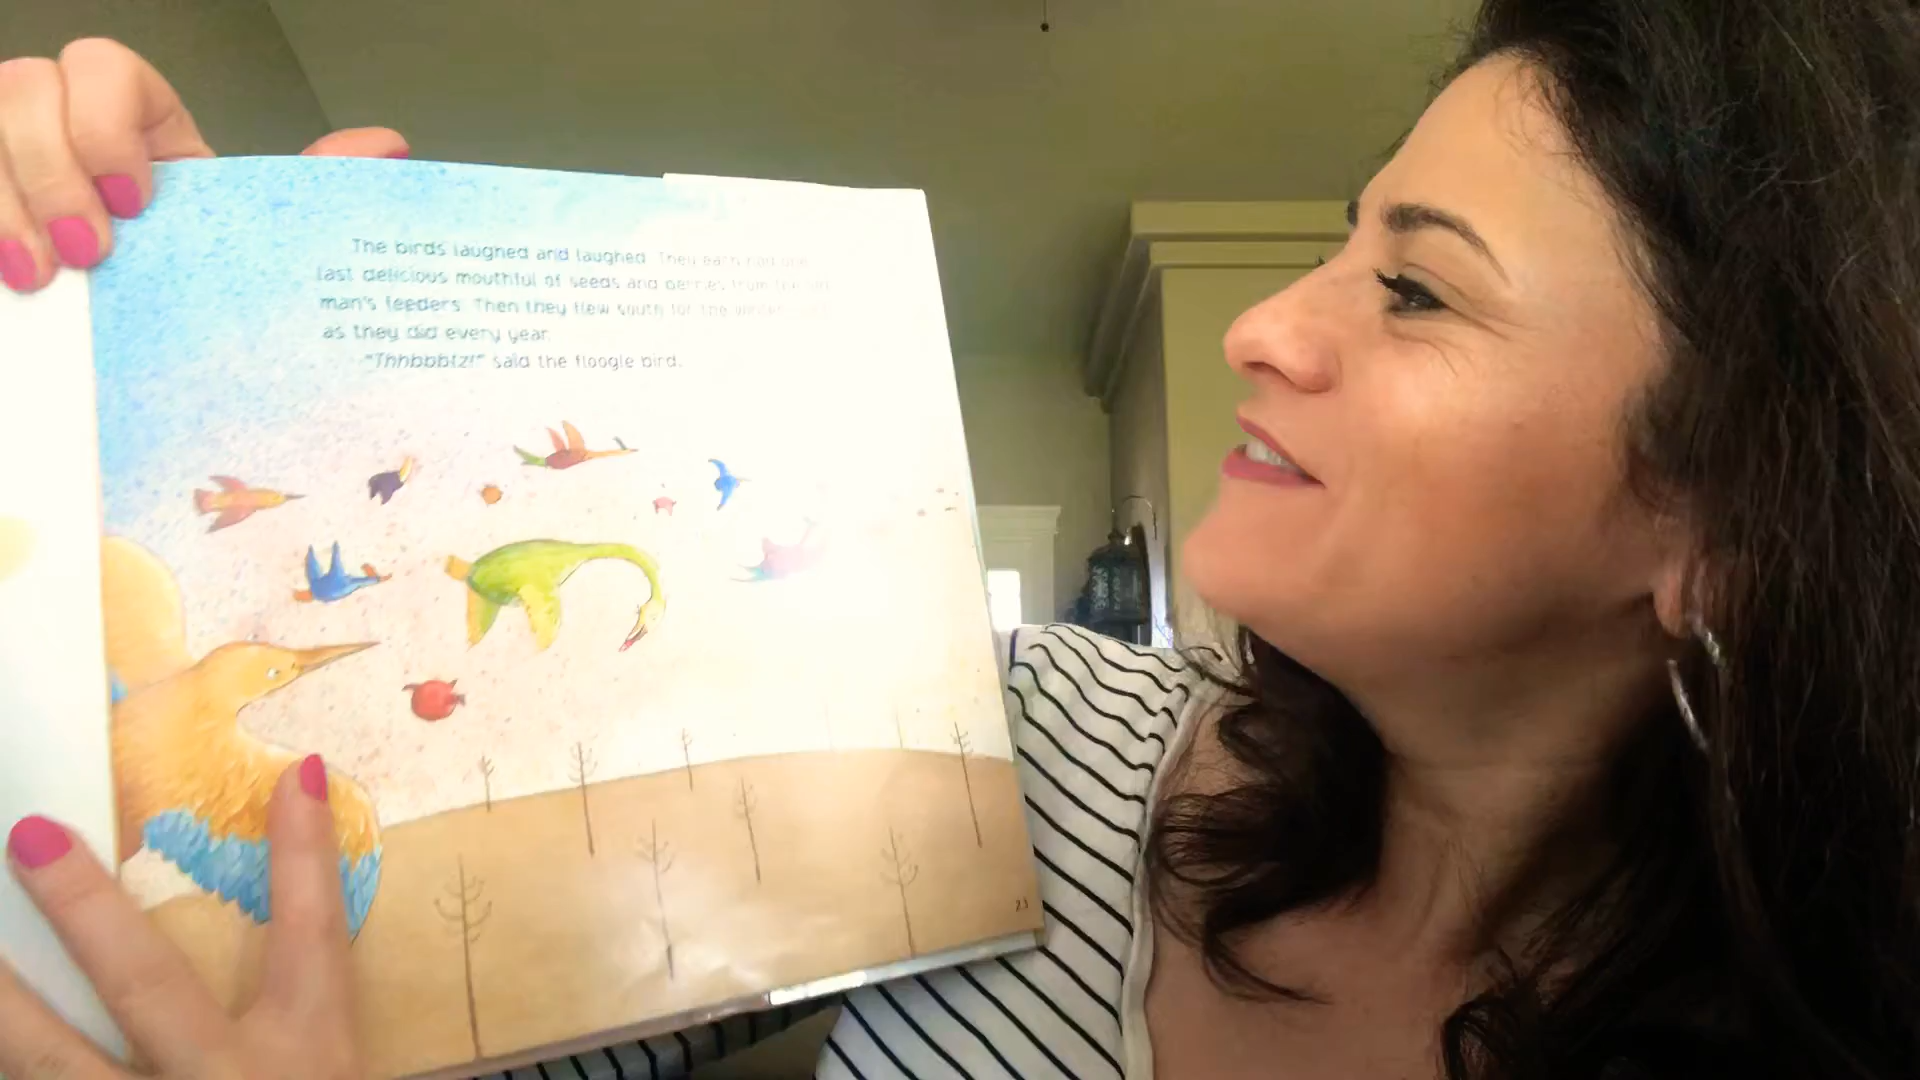 The birds laughed and laughed. They each had one
last delicious mouthful of seeds and berries from the old
man's feeders. Then they flew south for the winter
as they did every year.
"Thhbbbtz!" said the floogle bird.
23